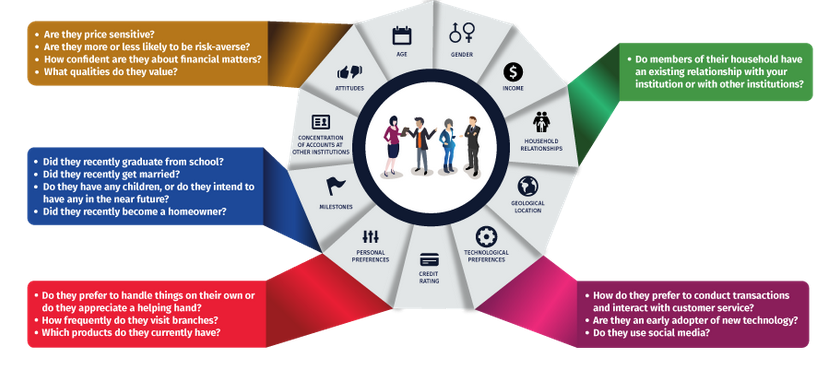 • Are they price sensitive?
• Are they more or less likely to be risk-averse?
• How confident are they about financial matters?
• What qualities do they value?
• Did they recently graduate from school?
• Did they recently get married?
• Do they have any children, or do they intend to
have any in the near future?
• Did they recently become a homeowner?
• Do they prefer to handle things on their own or
do they appreciate a helping hand?
• How frequently do they visit branches?
• Which products do they currently have?
AGE
GENDER
INCOME
HOUSEHOLD
RELATIONSHIPS
GEOLOGICAL
LOCATION
TECHNOLOGICAL
PREFERENCES
CREDIT
RATING
PERSONAL
PREFERENCES
MILESTONES
CONCENTRATION
OF ACCOUNTS AT
OTHER INSTITUTIONS
ATTITUDES
$
• Do members of their household have
an existing relationship with your
institution or with other institutions?
• How do they prefer to conduct transactions
and interact with customer service?
• Are they an early adopter of new technology?
• Do they use social media?